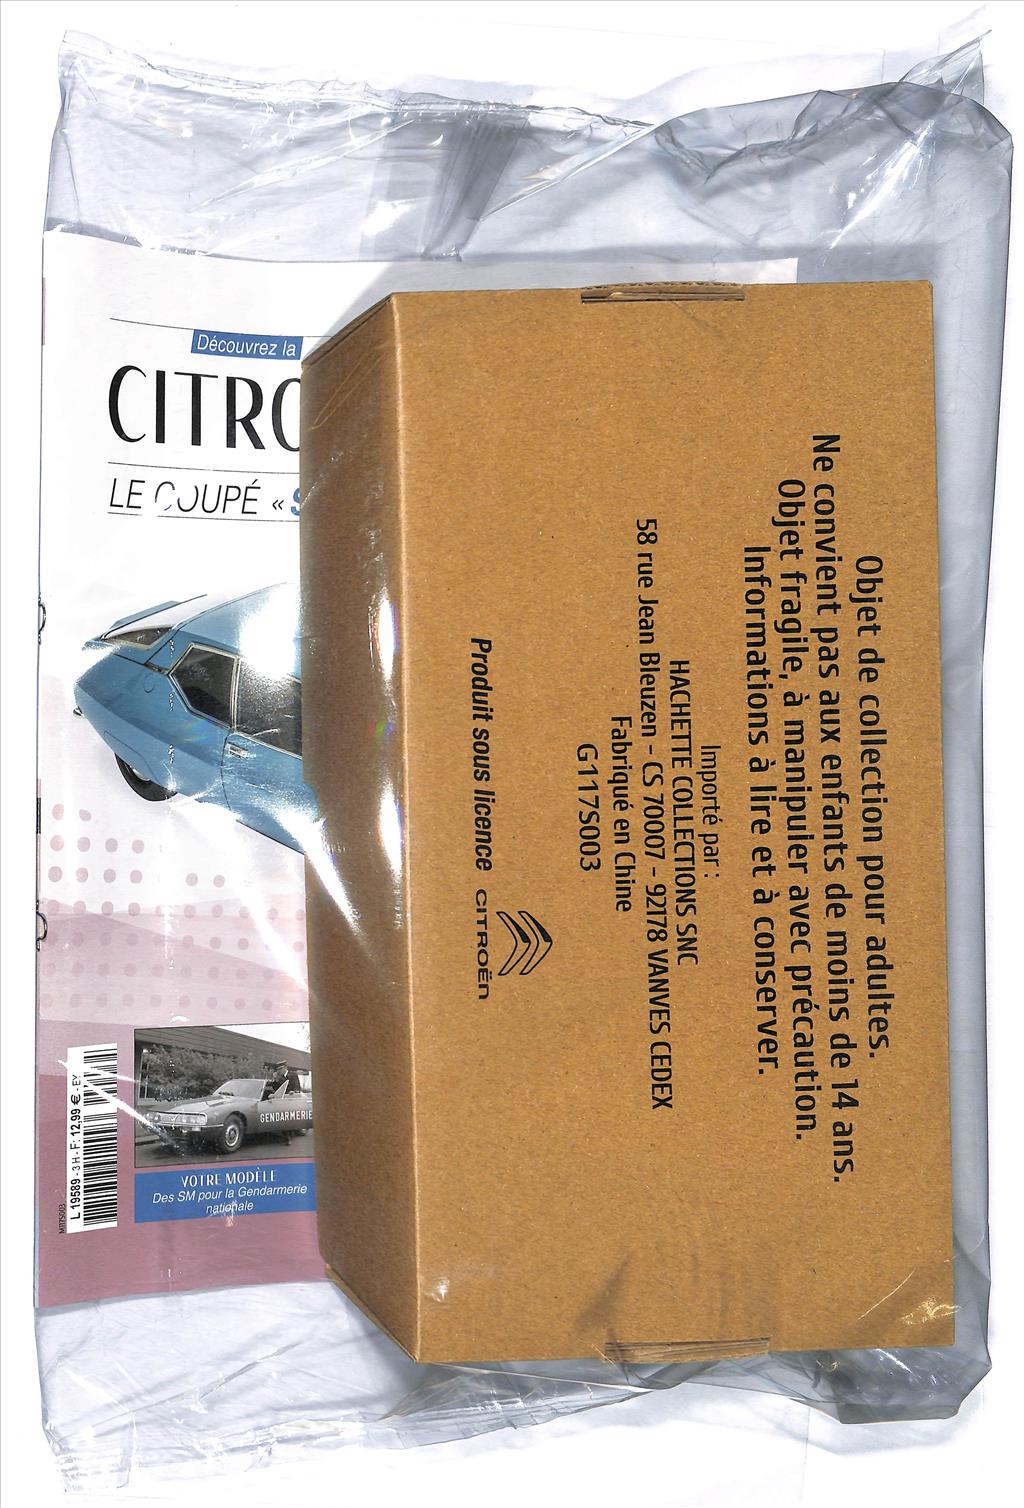 Découvrez la
CITRO
LE COUPÉ « S
GENDARMERIE
VOTRE MODÈLE
Des SM pour la Gendarmerie
nationale
L 19589 - 3 H - F: 12,99 € - EY
M117S003
Objet de collection pour adultes.
Ne convient pas aux enfants de moins de 14 ans.
Objet fragile, à manipuler avec précaution.
Informations à lire et à conserver.
Importé par :
HACHETTE COLLECTIONS SNC
58 rue Jean Bleuzen - CS 70007 - 92178 VANVES CEDEX
Fabriqué en Chine
G117S003
Produit sous licence CITROËN